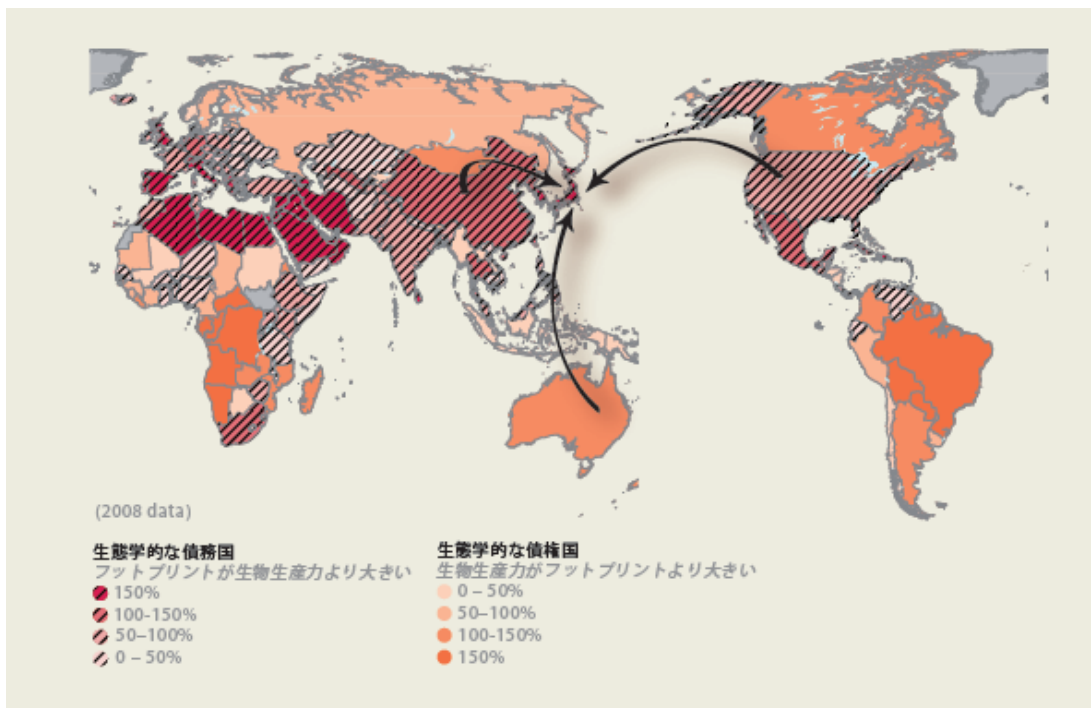 (2008 data)
生態学的な債務国
フットプリントが生物生産力より大きい
150%
100-150%
50–100%
0 – 50%
生態学的な債権国
生物生産力がフットプリントより大きい
0 – 50%
50–100%
100-150%
150%